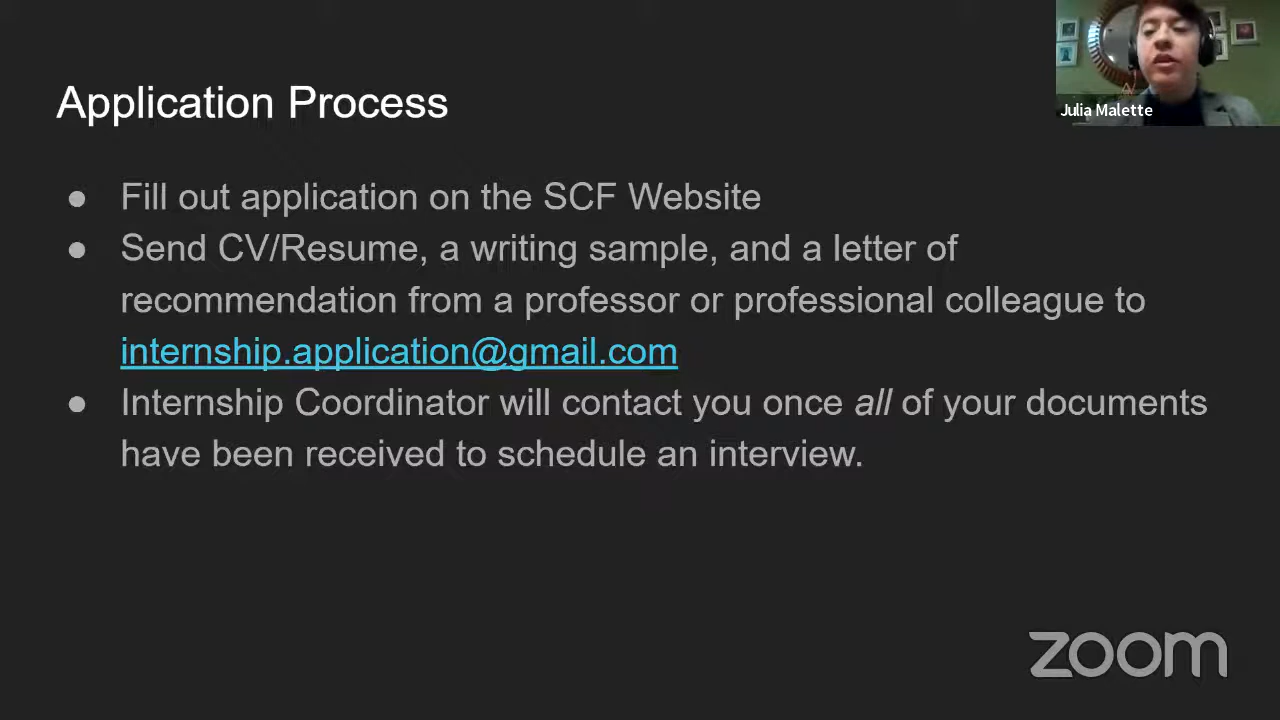 Julia Malette
Application Process
● Fill out application on the SCF Website
● Send CV/Resume, a writing sample, and a letter of
recommendation from a professor or professional colleague to
internship.application@gmail.com
● Internship Coordinator will contact you once all of your documents
have been received to schedule an interview.
zoom